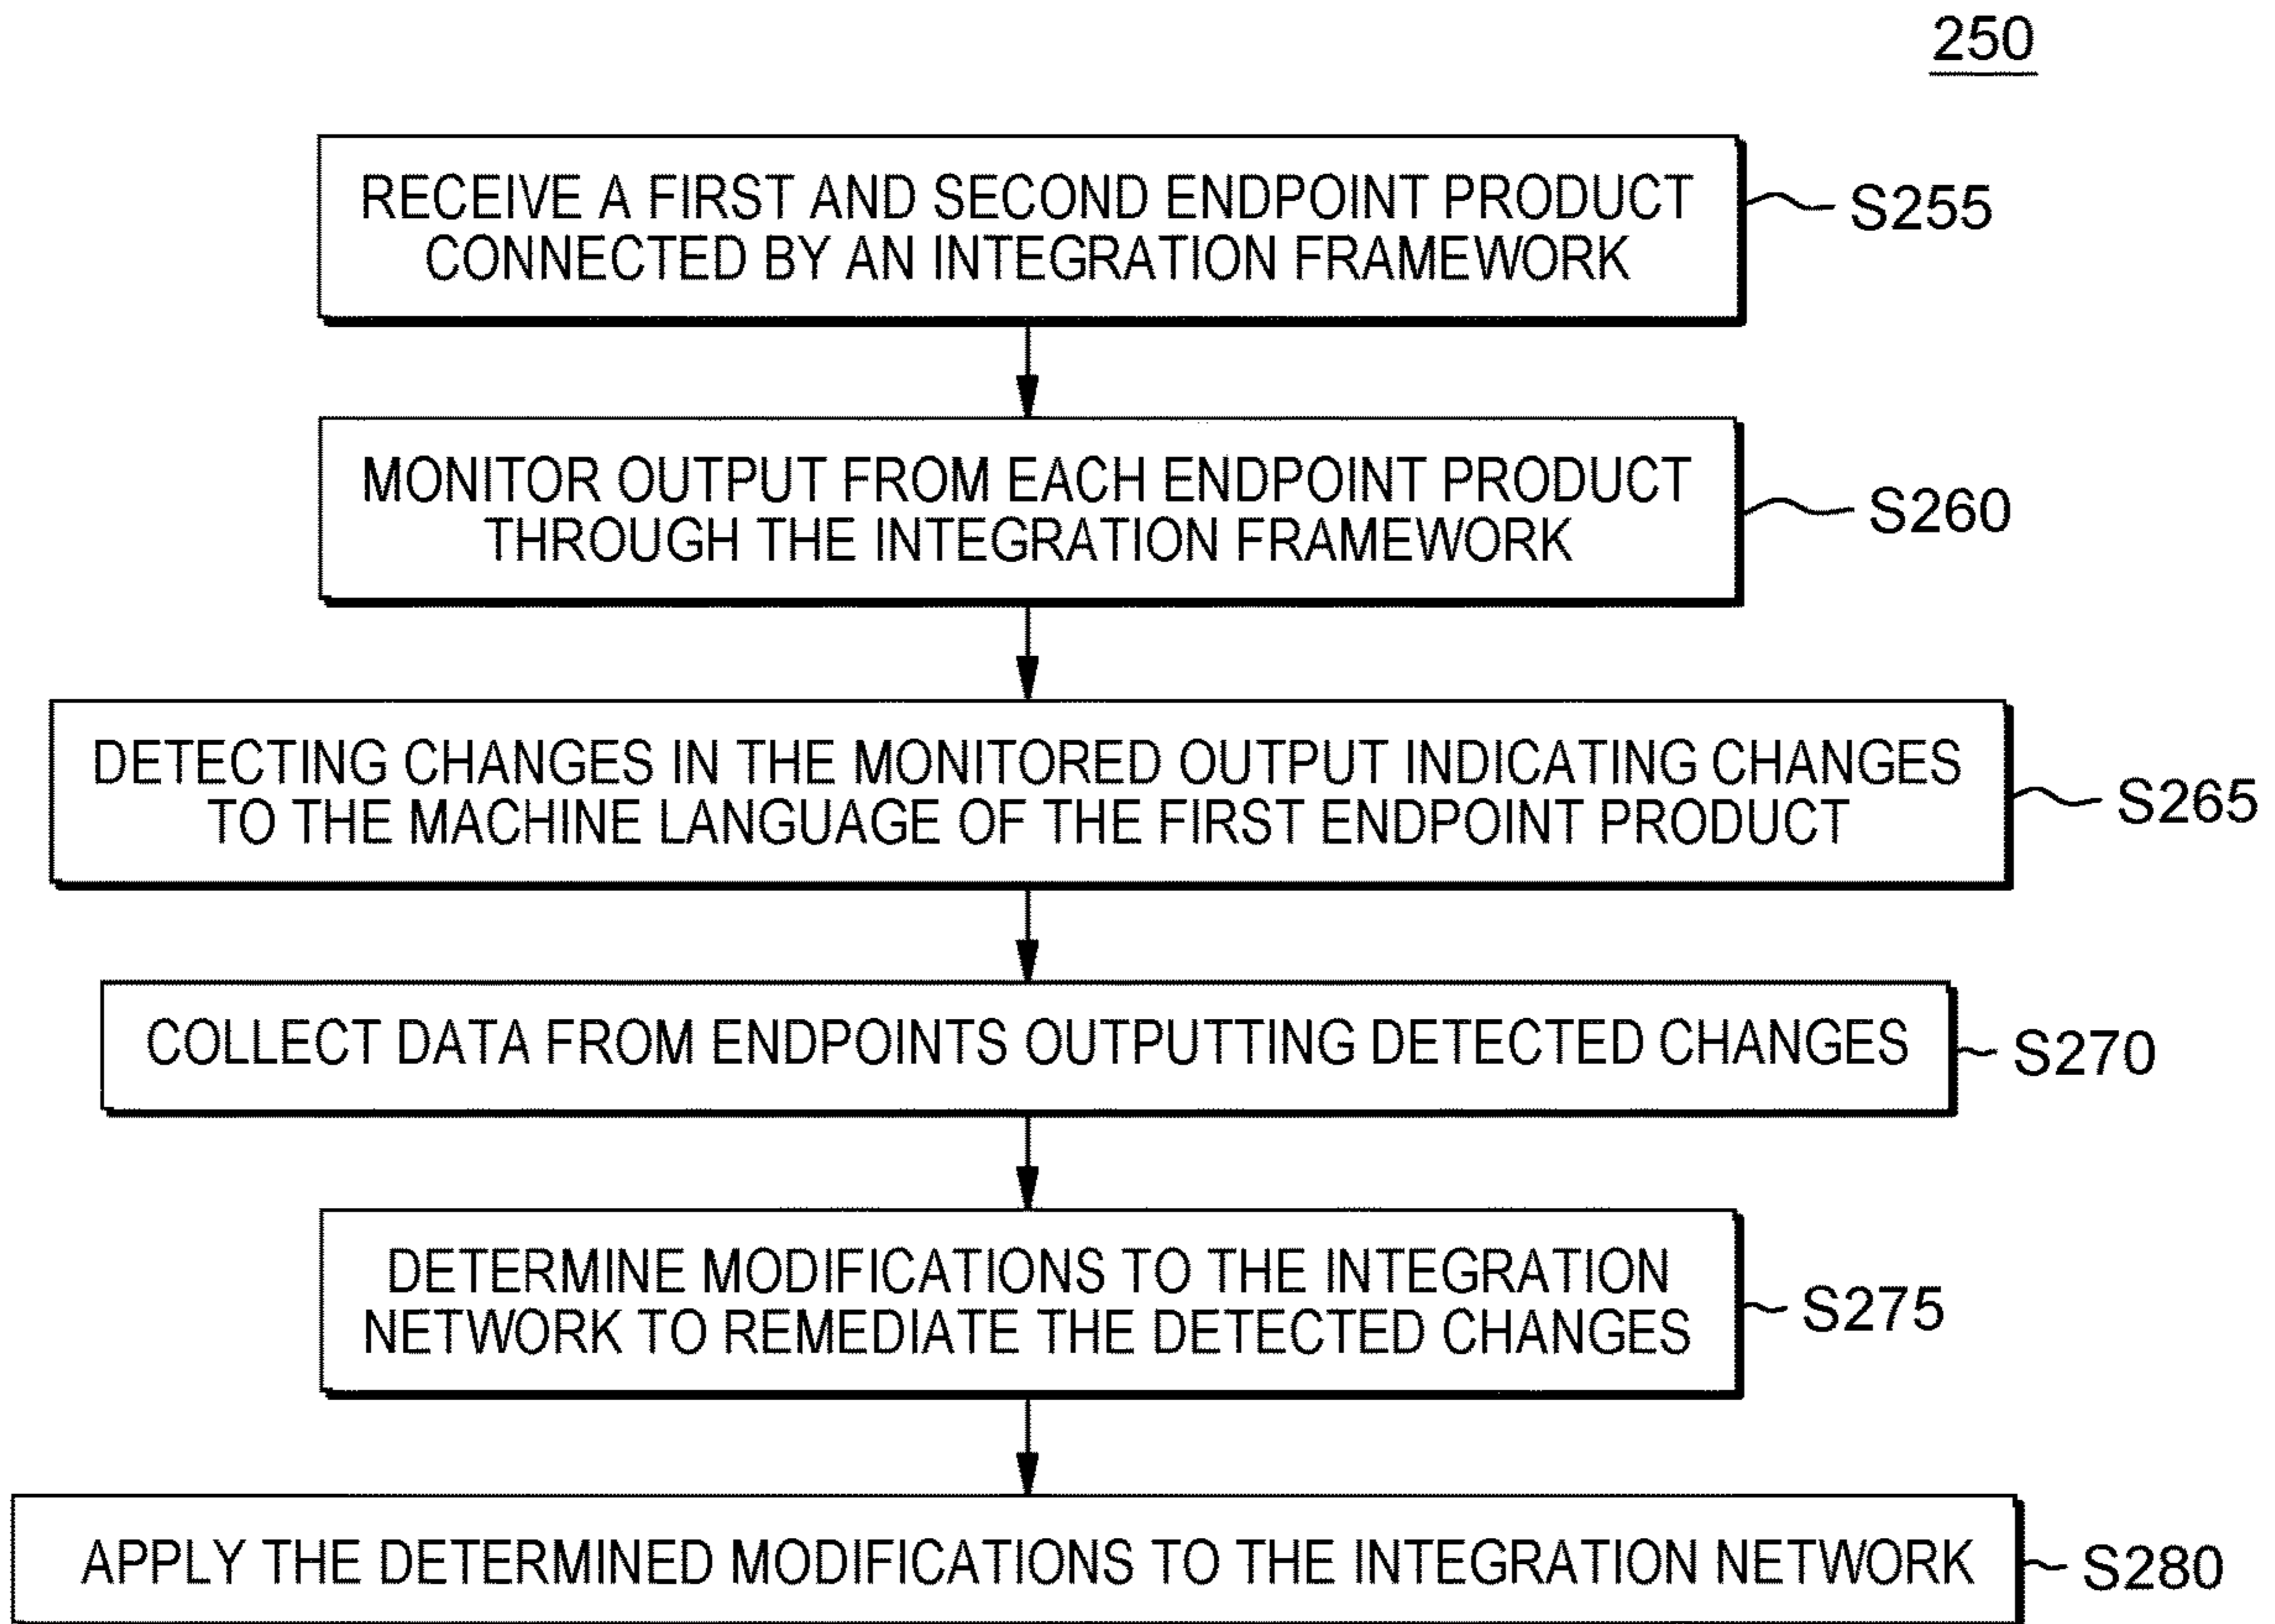 250
RECEIVE A FIRST AND SECOND ENDPOINT PRODUCT
CONNECTED BY AN INTEGRATION FRAMEWORK
S255
MONITOR OUTPUT FROM EACH ENDPOINT PRODUCT
THROUGH THE INTEGRATION FRAMEWORK
S260
DETECTING CHANGES IN THE MONITORED OUTPUT INDICATING CHANGES
TO THE MACHINE LANGUAGE OF THE FIRST ENDPOINT PRODUCT
S265
COLLECT DATA FROM ENDPOINTS OUTPUTTING DETECTED CHANGES
S270
DETERMINE MODIFICATIONS TO THE INTEGRATION
NETWORK TO REMEDIATE THE DETECTED CHANGES
S275
APPLY THE DETERMINED MODIFICATIONS TO THE INTEGRATION NETWORK
S280